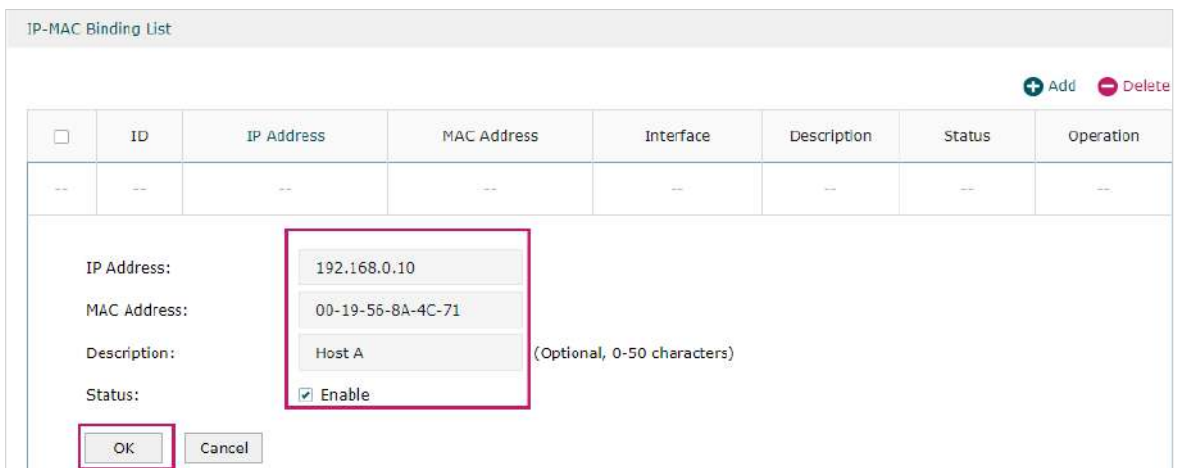 IP-MAC Binding List
Add Delete
ID IP Address MAC Address Interface Description Status Operation
-- -- -- -- -- -- -- --
IP Address: 192.168.0.10
MAC Address: 00-19-56-8A-4C-71
Description: Host A (Optional, 0-50 characters)
Status: Enable
OK Cancel